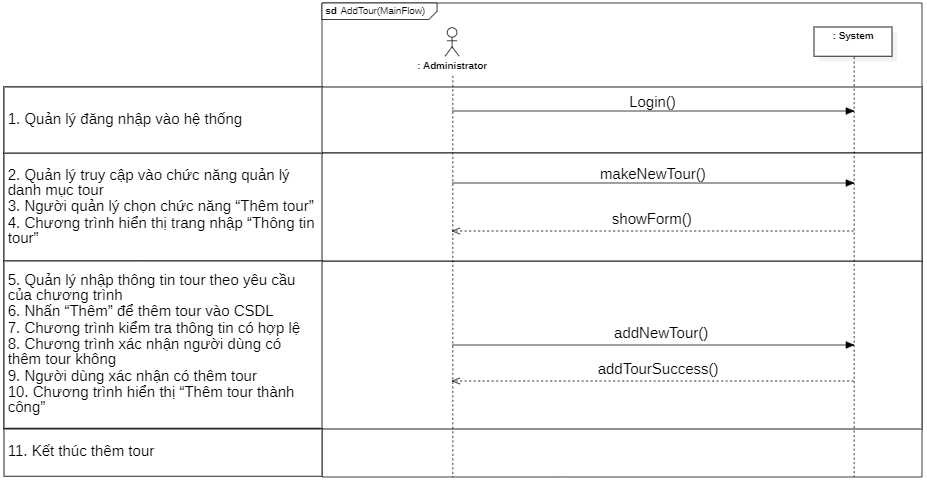 sd AddTour(MainFlow)
: Administrator
: System
1. Quản lý đăng nhập vào hệ thống
Login()
2. Quản lý truy cập vào chức năng quản lý
danh mục tour
3. Người quản lý chọn chức năng “Thêm tour”
4. Chương trình hiển thị trang nhập “Thông tin
tour”
makeNewTour()
showForm()
5. Quản lý nhập thông tin tour theo yêu cầu
của chương trình
6. Nhấn “Thêm” để thêm tour vào CSDL
7. Chương trình kiểm tra thông tin có hợp lệ
8. Chương trình xác nhận người dùng có
thêm tour không
9. Người dùng xác nhận có thêm tour
10. Chương trình hiển thị “Thêm tour thành
công”
addNewTour()
addTourSuccess()
11. Kết thúc thêm tour